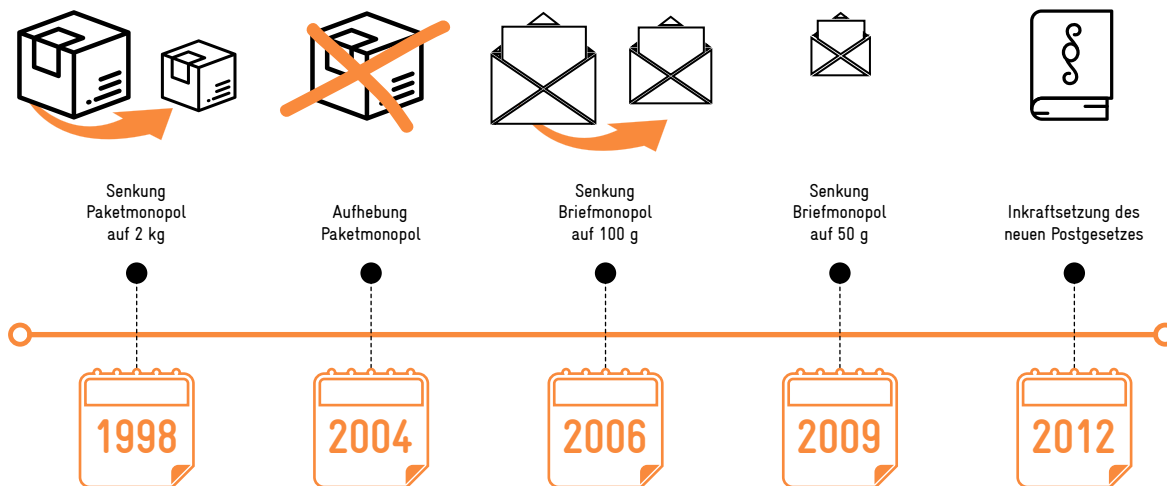 Senkung
Paketmonopol
auf 2 kg
Aufhebung
Paketmonopol
Senkung
Briefmonopol
auf 100 g
Senkung
Briefmonopol
auf 50 g
Inkraftsetzung des
neuen Postgesetzes
1998
2004
2006
2009
2012